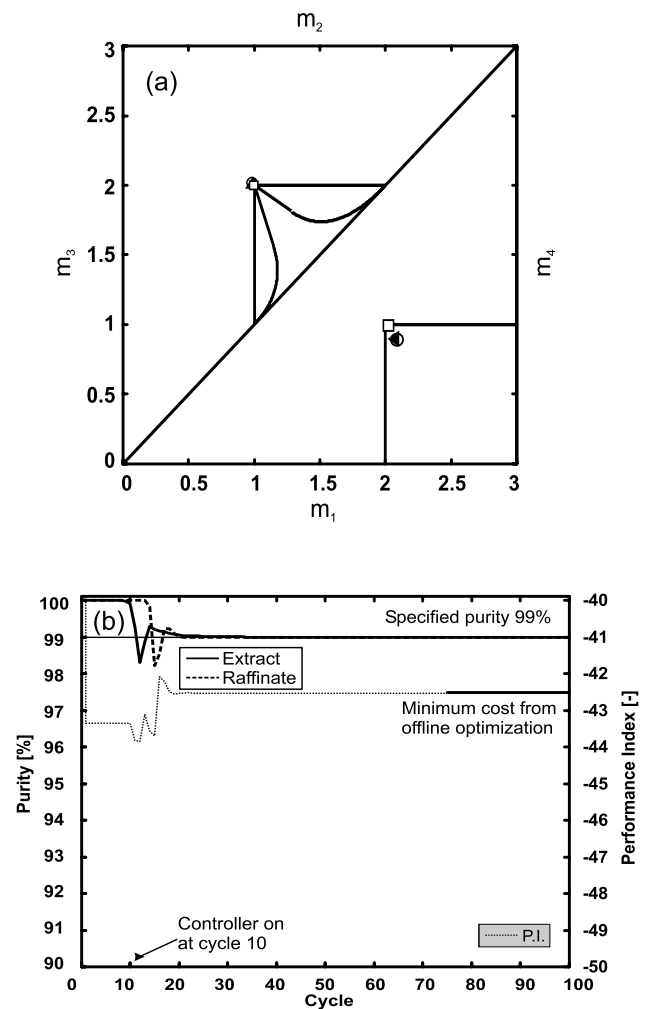 m2
3
(a)
2.5
2
m3
m4
1.5
1
0.5
0
0 1 1.5 2 2.5 3
m1
100 (b) -40
Specified purity 99%
99 -41
Extract
98 -42
Raffinate
97 -43
Minimum cost from
offline optimization
96 -44
Purity [%]
Performance Index [-]
95 -45
94 -46
93 -47
92 -48
91 -49
Controller on
at cycle 10
P.I.
90 -50
0 10 20 30 40 50 60 70 80 90 100
Cycle